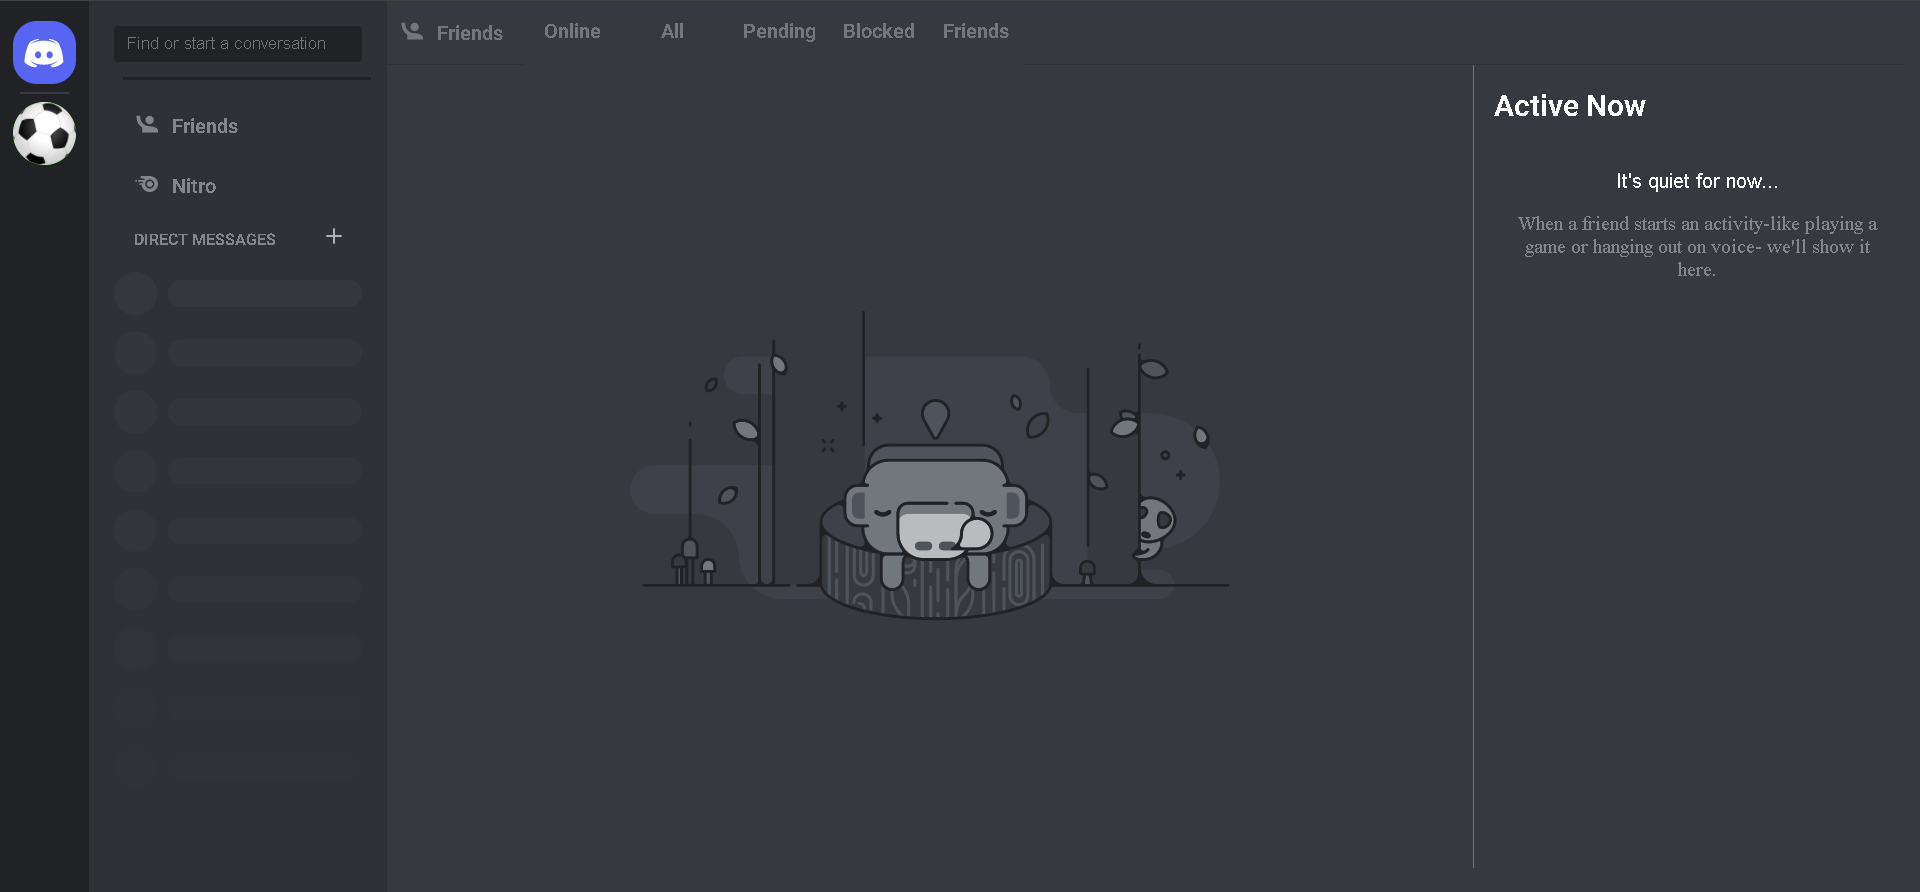 Find or start a conversation
Friends
Nitro
DIRECT MESSAGES
Friends Online All Pending Blocked Friends
Active Now
It's quiet for now...
When a friend starts an activity-like playing a
game or hanging out on voice- we'll show it
here.